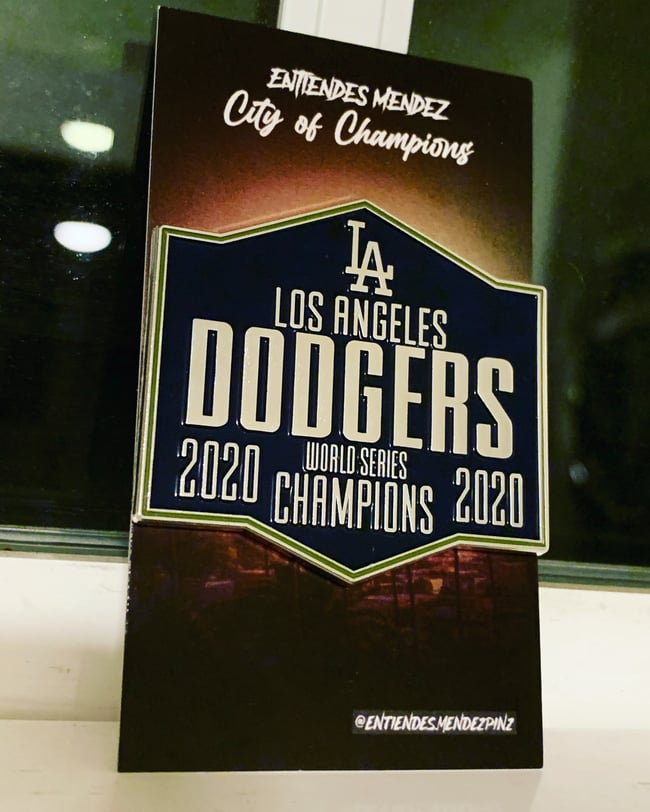 ENTIENDES MENDEZ
City of Champions
LA
LOS ANGELES
DODGERS
2020 WORLD SERIES 2020
CHAMPIONS
@ENTIENDES.MENDEZPINZ